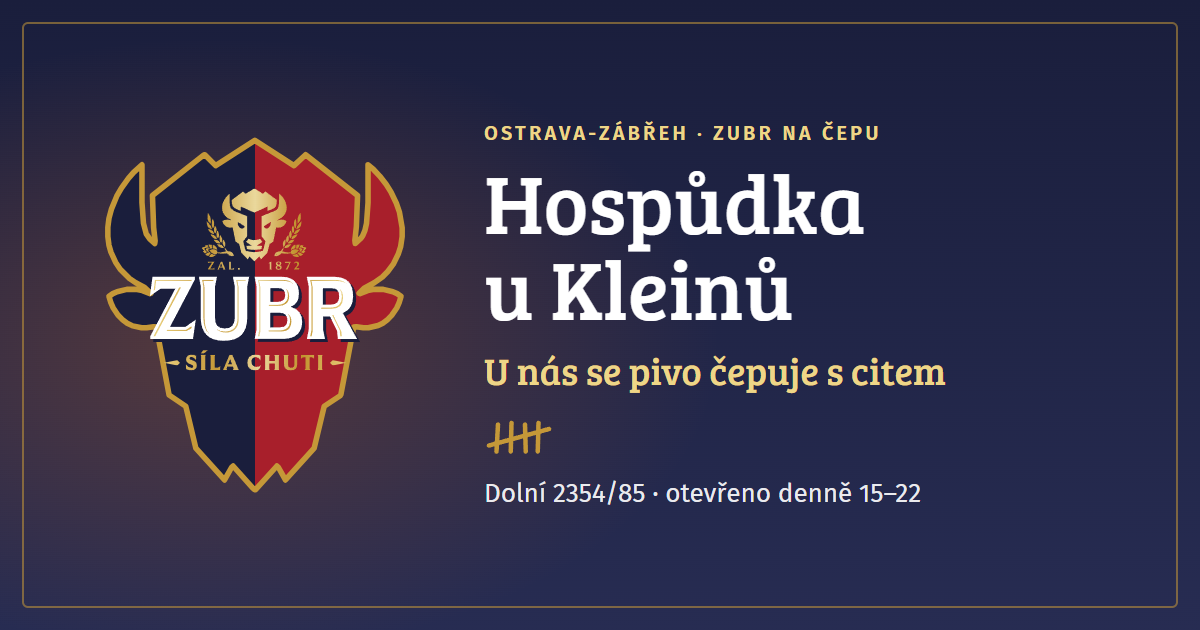 ZAL. 1872
ZUBR
SÍLA CHUTI
OSTRAVA-ZÁBŘEH · ZUBR NA ČEPU
Hospůdka
u Kleinů
U nás se pivo čepuje s citem
Dolní 2354/85 · otevřeno denně 15–22